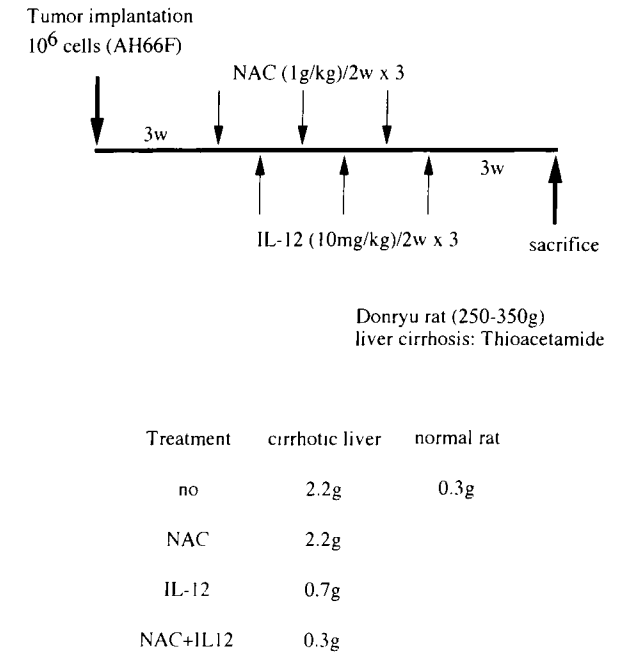 Tumor implantation
10⁶ cells (AH66F)
NAC (1g/kg)/2w x 3
3w
3w
IL-12 (10mg/kg)/2w x 3
sacrifice
Donryu rat (250-350g)
liver cirrhosis: Thioacetamide
Treatment cirrhotic liver normal rat
no 2.2g 0.3g
NAC 2.2g
IL-12 0.7g
NAC+IL12 0.3g